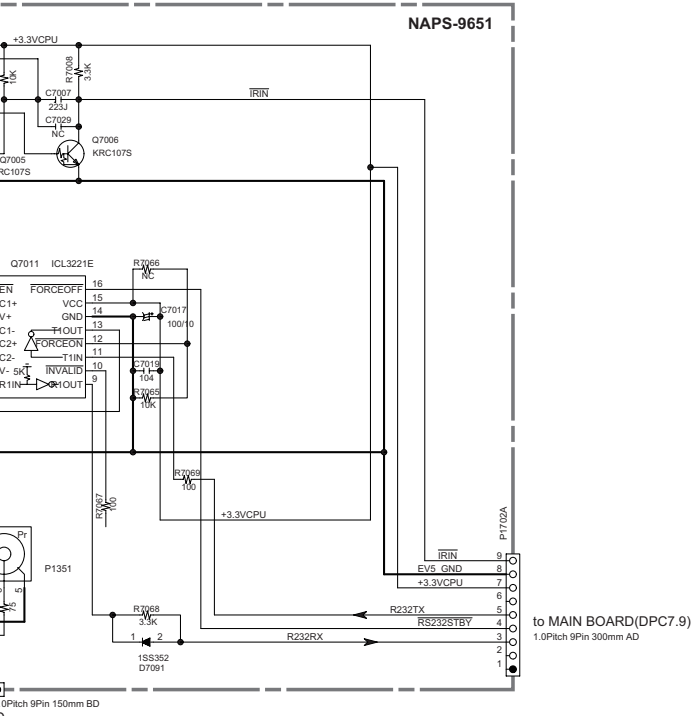 NAPS-9651
+3.3VCPU
10K
R7008
3.3K
C7007
223J
IRIN
C7029
NC
Q7006
KRC107S
Q7005
RC107S
Q7011 ICL3221E
R7066
NC
EN FORCEOFF 16
C1+ VCC 15
V+ GND 14
C1- T1OUT 13
C2+ FORCEON 12
C2- T1IN 11
V- 5K INVALID 10
R1IN R1OUT 9
C7017
100/10
C7019
104
R7065
10K
R7069
100
R7067
100
+3.3VCPU
P1702A
Pr
P1351
5
75
IRIN 9
EV5 GND 8
+3.3VCPU 7
6
R232TX 5
RS232STBY 4
R232RX 3
2
1
R7068
3.3K
1 2
1SS352
D7091
to MAIN BOARD(DPC7.9)
1.0Pitch 9Pin 300mm AD
0Pitch 9Pin 150mm BD